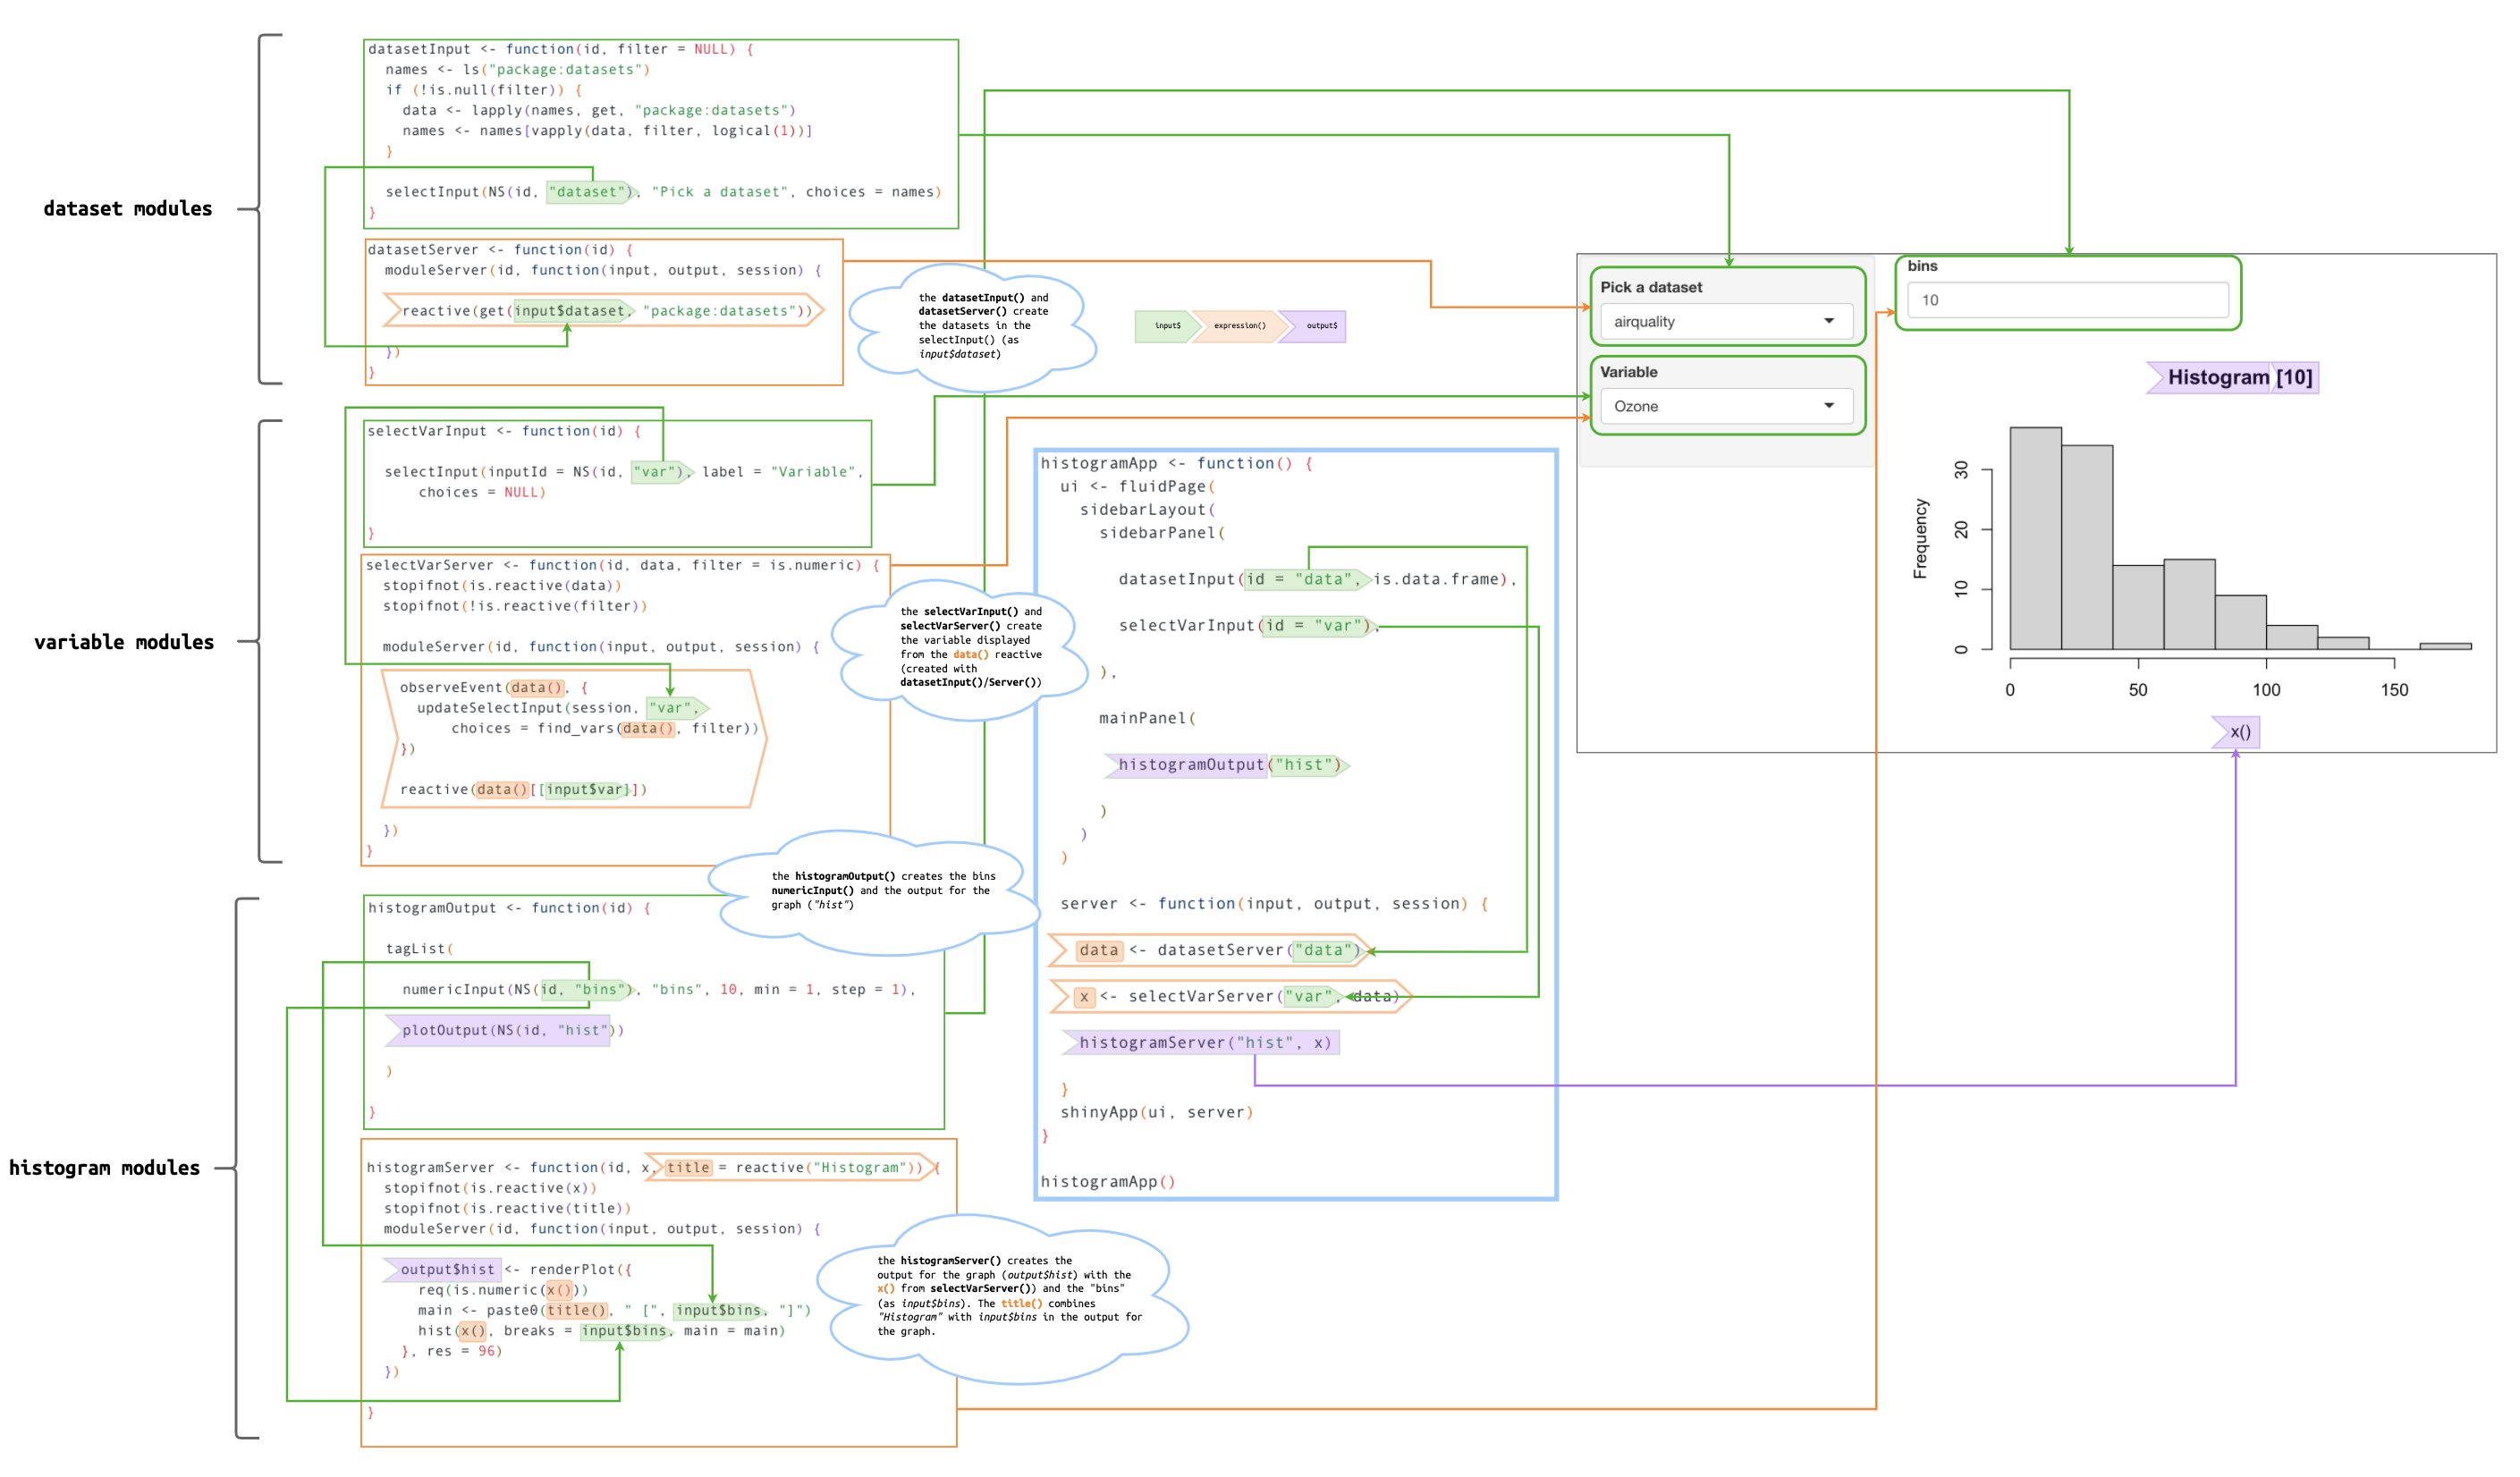 dataset modules
datasetInput <- function(id, filter = NULL) {
names <- ls("package:datasets")
if (!is.null(filter)) {
data <- lapply(names, get, "package:datasets")
names <- names[vapply(data, filter, logical(1))]
}
selectInput(NS(id, "dataset"), "Pick a dataset", choices = names)
}
datasetServer <- function(id) {
moduleServer(id, function(input, output, session) {
reactive(get(input$dataset, "package:datasets"))
})
}
the datasetInput() and
datasetServer() create
the datasets in the
selectInput() (as
input$dataset)
input$
expression()
output$
variable modules
selectVarInput <- function(id) {
selectInput(inputId = NS(id, "var"), label = "Variable",
choices = NULL)
}
selectVarServer <- function(id, data, filter = is.numeric) {
stopifnot(is.reactive(data))
stopifnot(!is.reactive(filter))
moduleServer(id, function(input, output, session) {
observeEvent(data(), {
updateSelectInput(session, "var",
choices = find_vars(data(), filter))
})
reactive(data()[[input$var]])
})
}
the selectVarInput() and
selectVarServer() create
the variable displayed
from the data() reactive
(created with
datasetInput()/Server())
histogram modules
histogramOutput <- function(id) {
tagList(
numericInput(NS(id, "bins"), "bins", 10, min = 1, step = 1),
plotOutput(NS(id, "hist"))
)
}
the histogramOutput() creates the bins
numericInput() and the output for the
graph ("hist")
histogramServer <- function(id, x, title = reactive("Histogram")) {
stopifnot(is.reactive(x))
stopifnot(is.reactive(title))
moduleServer(id, function(input, output, session) {
output$hist <- renderPlot({
req(is.numeric(x()))
main <- paste0(title(), " [", input$bins, "]")
hist(x(), breaks = input$bins, main = main)
}, res = 96)
})
}
the histogramServer() creates the
output for the graph (output$hist) with the
x() from selectVarServer()) and the "bins"
(as input$bins). The title() combines
"Histogram" with input$bins in the output for
the graph.
histogramApp <- function() {
ui <- fluidPage(
sidebarLayout(
sidebarPanel(
datasetInput(id = "data", is.data.frame),
selectVarInput(id = "var"),
),
mainPanel(
histogramOutput("hist")
)
)
)
server <- function(input, output, session) {
data <- datasetServer("data")
x <- selectVarServer("var", data)
histogramServer("hist", x)
}
shinyApp(ui, server)
}
histogramApp()
Pick a dataset
airquality
Variable
Ozone
bins
10
Histogram [10]
Frequency
30
20
10
0
0 50 100 150
x()